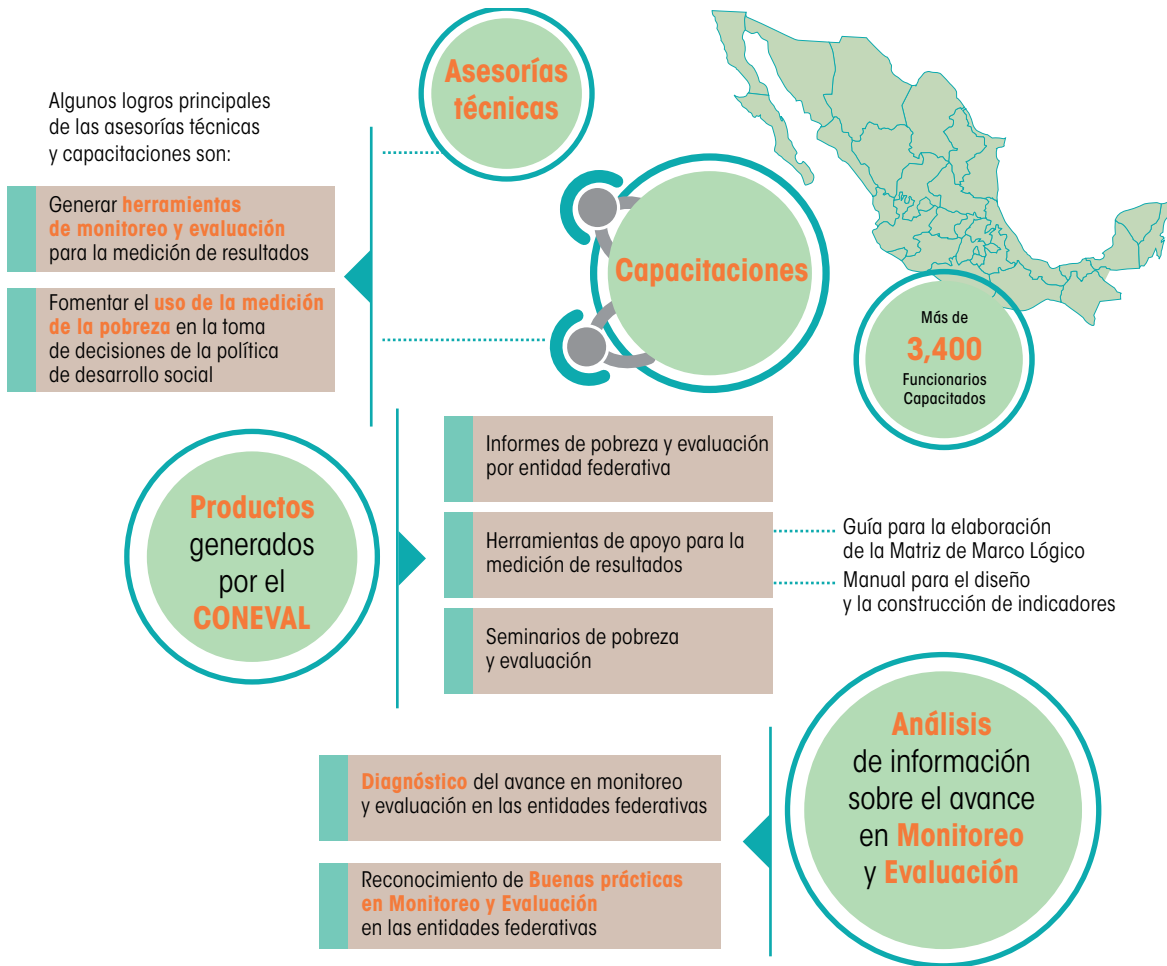 Asesorías
técnicas
Algunos logros principales
de las asesorías técnicas
y capacitaciones son:
Generar herramientas
de monitoreo y evaluación
para la medición de resultados
Fomentar el uso de la medición
de la pobreza en la toma
de decisiones de la política
de desarrollo social
Capacitaciones
Más de
3,400
Funcionarios
Capacitados
Productos
generados
por el
CONEVAL
Informes de pobreza y evaluación
por entidad federativa
Herramientas de apoyo para la
medición de resultados
Guía para la elaboración
de la Matriz de Marco Lógico
Manual para el diseño
y la construcción de indicadores
Seminarios de pobreza
y evaluación
Análisis
de información
sobre el avance
en Monitoreo
y Evaluación
Diagnóstico del avance en monitoreo
y evaluación en las entidades federativas
Reconocimiento de Buenas prácticas
en Monitoreo y Evaluación
en las entidades federativas